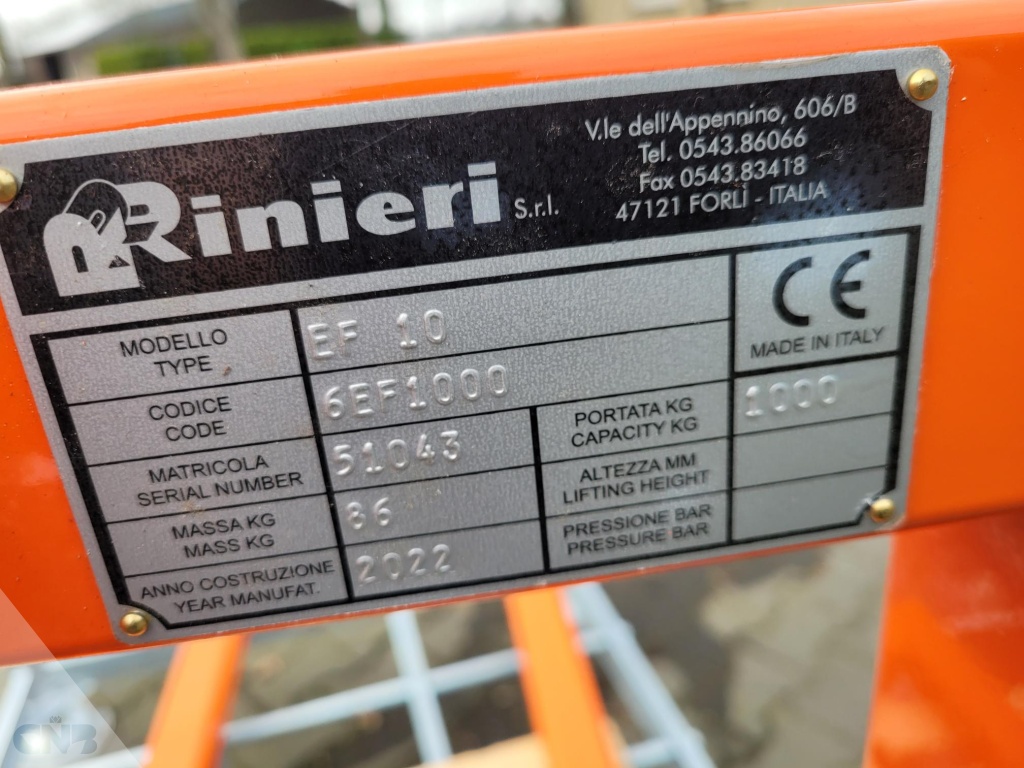 Rinieri S.r.l.
V.le dell'Appennino, 606/B
Tel. 0543.86066
Fax 0543.83418
47121 FORLÌ - ITALIA
MODELLO
TYPE
EF 10
CE
MADE IN ITALY
CODICE
CODE
6EF1000
PORTATA KG
CAPACITY KG
1000
MATRICOLA
SERIAL NUMBER
51043
ALTEZZA MM
LIFTING HEIGHT
MASSA KG
MASS KG
86
PRESSIONE BAR
PRESSURE BAR
ANNO COSTRUZIONE
YEAR MANUFAT.
2022
CNB